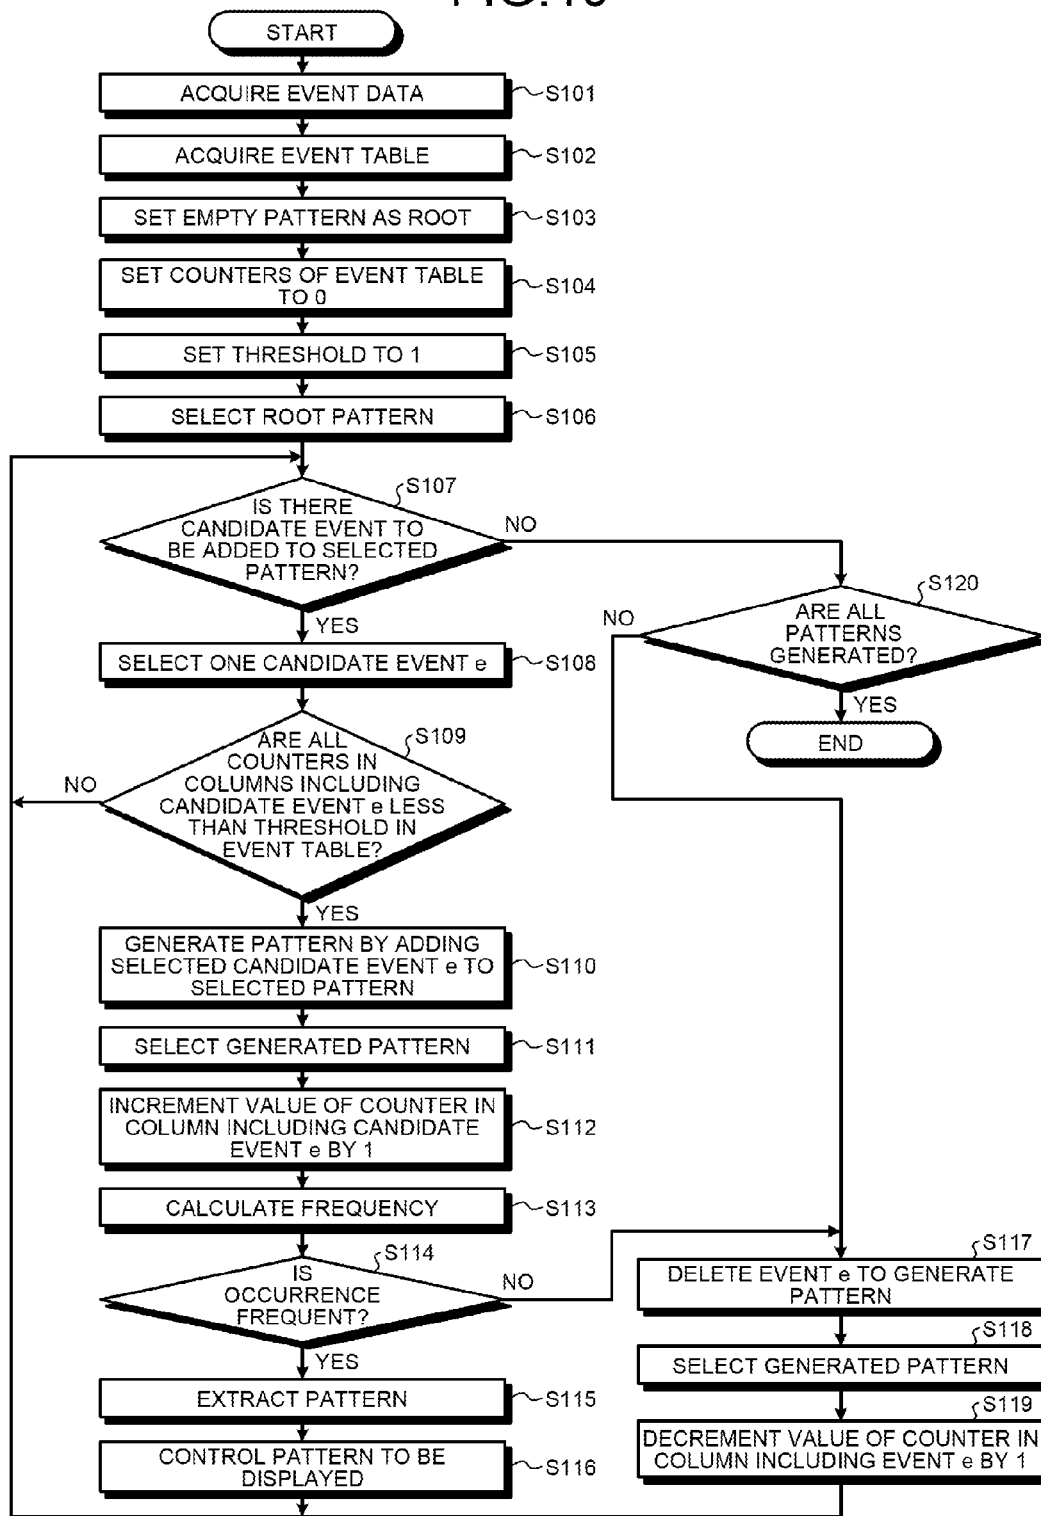 START
ACQUIRE EVENT DATA
S101
ACQUIRE EVENT TABLE
S102
SET EMPTY PATTERN AS ROOT
S103
SET COUNTERS OF EVENT TABLE
TO 0
S104
SET THRESHOLD TO 1
S105
SELECT ROOT PATTERN
S106
S107
IS THERE
CANDIDATE EVENT TO
BE ADDED TO SELECTED
PATTERN?
NO
YES
S120
ARE ALL
PATTERNS
GENERATED?
NO
YES
END
SELECT ONE CANDIDATE EVENT e
S108
S109
ARE ALL
COUNTERS IN
COLUMNS INCLUDING
CANDIDATE EVENT e LESS
THAN THRESHOLD IN
EVENT TABLE?
NO
YES
GENERATE PATTERN BY ADDING
SELECTED CANDIDATE EVENT e TO
SELECTED PATTERN
S110
SELECT GENERATED PATTERN
S111
INCREMENT VALUE OF COUNTER IN
COLUMN INCLUDING CANDIDATE
EVENT e BY 1
S112
CALCULATE FREQUENCY
S113
S114
IS
OCCURRENCE
FREQUENT?
NO
YES
EXTRACT PATTERN
S115
CONTROL PATTERN TO BE
DISPLAYED
S116
S117
DELETE EVENT e TO GENERATE
PATTERN
S118
SELECT GENERATED PATTERN
S119
DECREMENT VALUE OF COUNTER IN
COLUMN INCLUDING EVENT e BY 1